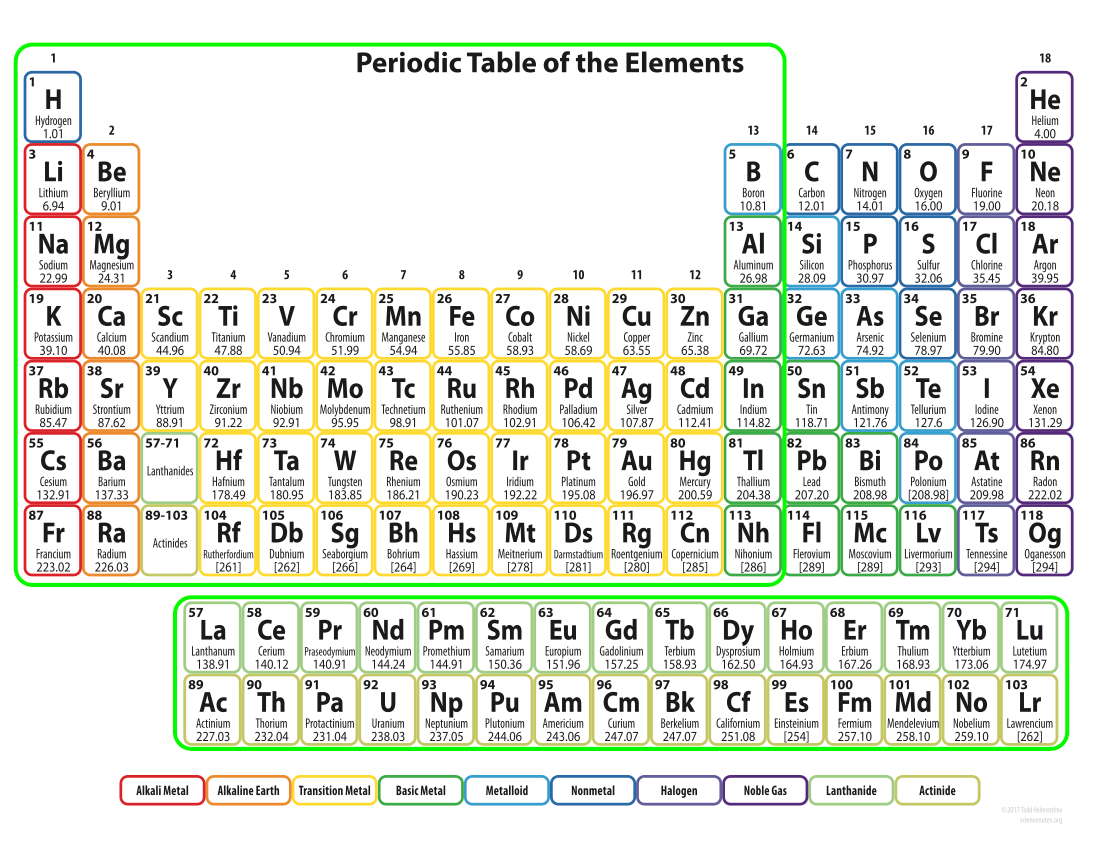 Periodic Table of the Elements
1 18
1 2
H He
Hydrogen Helium
1.01 4.00
2 13 14 15 16 17
3 4 5 6 7 8 9 10
Li Be B C N O F Ne
Lithium Beryllium Boron Carbon Nitrogen Oxygen Fluorine Neon
6.94 9.01 10.81 12.01 14.01 16.00 19.00 20.18
11 12 13 14 15 16 17 18
Na Mg Al Si P S Cl Ar
Sodium Magnesium Aluminum Silicon Phosphorus Sulfur Chlorine Argon
22.99 24.31 26.98 28.09 30.97 32.06 35.45 39.95
3 4 5 6 7 8 9 10 11 12
19 20 21 22 23 24 25 26 27 28 29 30 31 32 33 34 35 36
K Ca Sc Ti V Cr Mn Fe Co Ni Cu Zn Ga Ge As Se Br Kr
Potassium Calcium Scandium Titanium Vanadium Chromium Manganese Iron Cobalt Nickel Copper Zinc Gallium Germanium Arsenic Selenium Bromine Krypton
39.10 40.08 44.96 47.88 50.94 51.99 54.94 55.85 58.93 58.69 63.55 65.38 69.72 72.63 74.92 78.97 79.90 84.80
37 38 39 40 41 42 43 44 45 46 47 48 49 50 51 52 53 54
Rb Sr Y Zr Nb Mo Tc Ru Rh Pd Ag Cd In Sn Sb Te I Xe
Rubidium Strontium Yttrium Zirconium Niobium Molybdenum Technetium Ruthenium Rhodium Palladium Silver Cadmium Indium Tin Antimony Tellurium Iodine Xenon
85.47 87.62 88.91 91.22 92.91 95.95 98.91 101.07 102.91 106.42 107.87 112.41 114.82 118.71 121.76 127.6 126.90 131.29
55 56 57-71 72 73 74 75 76 77 78 79 80 81 82 83 84 85 86
Cs Ba Hf Ta W Re Os Ir Pt Au Hg Tl Pb Bi Po At Rn
Cesium Barium Lanthanides Hafnium Tantalum Tungsten Rhenium Osmium Iridium Platinum Gold Mercury Thallium Lead Bismuth Polonium Astatine Radon
132.91 137.33 178.49 180.95 183.85 186.21 190.23 192.22 195.08 196.97 200.59 204.38 207.20 208.98 [208.98] 209.98 222.02
87 88 89-103 104 105 106 107 108 109 110 111 112 113 114 115 116 117 118
Fr Ra Rf Db Sg Bh Hs Mt Ds Rg Cn Nh Fl Mc Lv Ts Og
Francium Radium Actinides Rutherfordium Dubnium Seaborgium Bohrium Hassium Meitnerium Darmstadtium Roentgenium Copernicium Nihonium Flerovium Moscovium Livermorium Tennessine Oganesson
223.02 226.03 [261] [262] [266] [264] [269] [278] [281] [280] [285] [286] [289] [289] [293] [294] [294]
57 58 59 60 61 62 63 64 65 66 67 68 69 70 71
La Ce Pr Nd Pm Sm Eu Gd Tb Dy Ho Er Tm Yb Lu
Lanthanum Cerium Praseodymium Neodymium Promethium Samarium Europium Gadolinium Terbium Dysprosium Holmium Erbium Thulium Ytterbium Lutetium
138.91 140.12 140.91 144.24 144.91 150.36 151.96 157.25 158.93 162.50 164.93 167.26 168.93 173.06 174.97
89 90 91 92 93 94 95 96 97 98 99 100 101 102 103
Ac Th Pa U Np Pu Am Cm Bk Cf Es Fm Md No Lr
Actinium Thorium Protactinium Uranium Neptunium Plutonium Americium Curium Berkelium Californium Einsteinium Fermium Mendelevium Nobelium Lawrencium
227.03 232.04 231.04 238.03 237.05 244.06 243.06 247.07 247.07 251.08 [254] 257.10 258.10 259.10 [262]
Alkali Metal Alkaline Earth Transition Metal Basic Metal Metalloid Nonmetal Halogen Noble Gas Lanthanide Actinide
©2017 Todd Helmenstine
sciencenotes.org